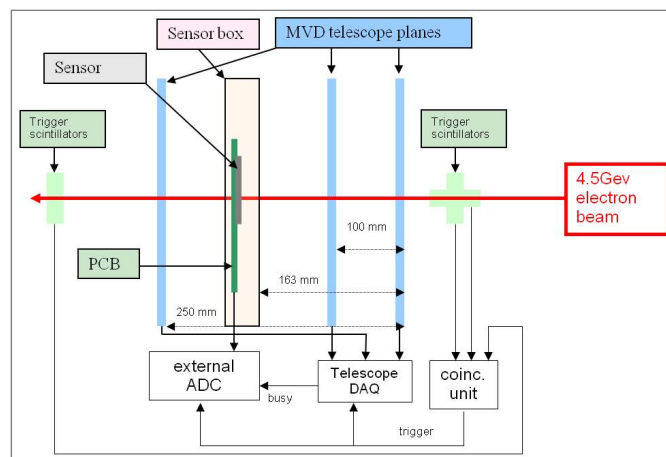 Sensor box
MVD telescope planes
Sensor
Trigger
scintillators
Trigger
scintillators
4.5Gev
electron
beam
100 mm
PCB
163 mm
250 mm
external
ADC
Telescope
DAQ
coinc.
unit
busy
trigger